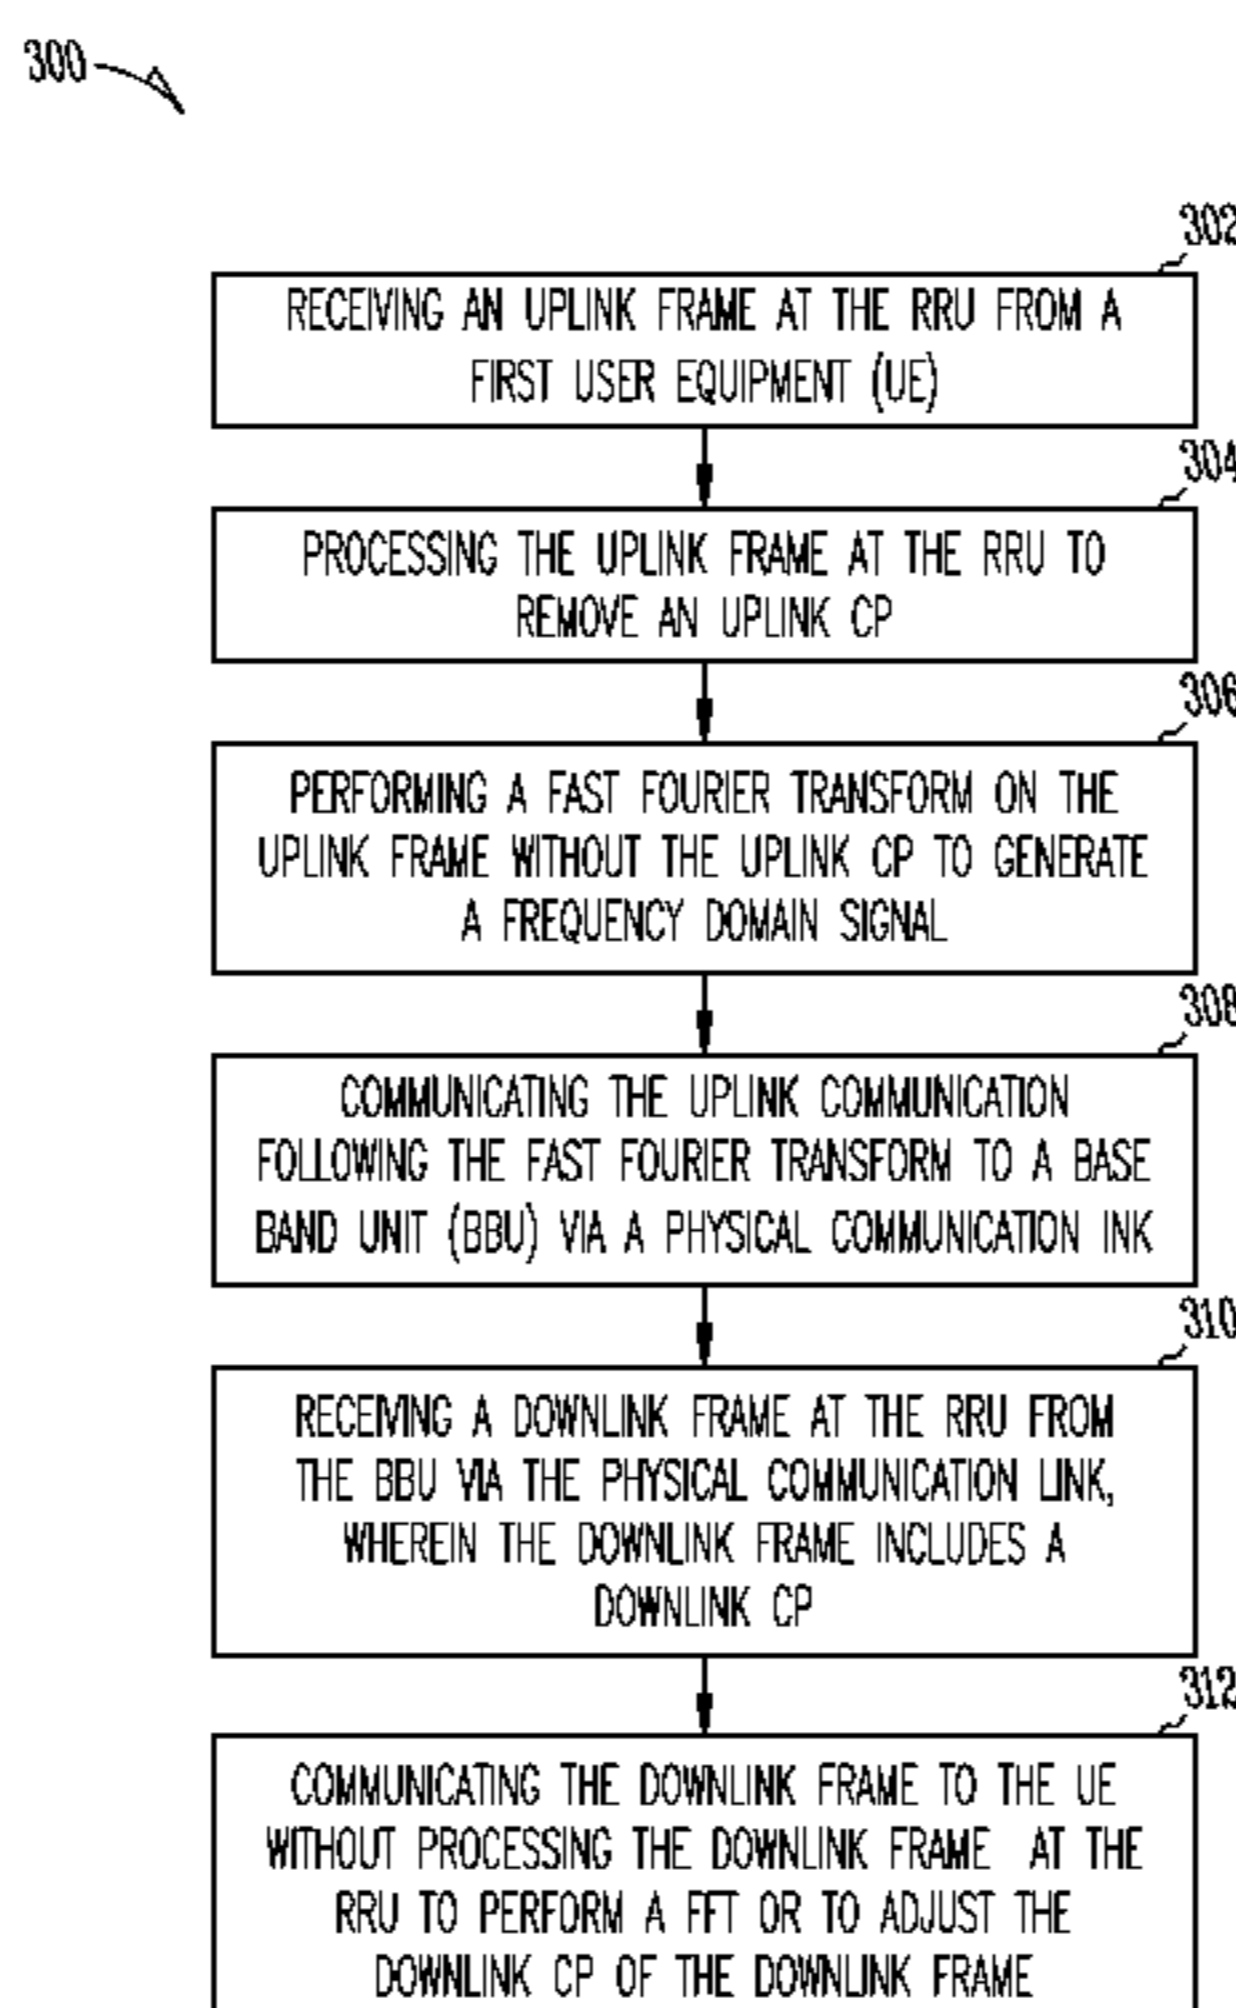 300
302
RECEIVING AN UPLINK FRAME AT THE RRU FROM A
FIRST USER EQUIPMENT (UE)
304
PROCESSING THE UPLINK FRAME AT THE RRU TO
REMOVE AN UPLINK CP
306
PERFORMING A FAST FOURIER TRANSFORM ON THE
UPLINK FRAME WITHOUT THE UPLINK CP TO GENERATE
A FREQUENCY DOMAIN SIGNAL
308
COMMUNICATING THE UPLINK COMMUNICATION
FOLLOWING THE FAST FOURIER TRANSFORM TO A BASE
BAND UNIT (BBU) VIA A PHYSICAL COMMUNICATION INK
310
RECEIVING A DOWNLINK FRAME AT THE RRU FROM
THE BBU VIA THE PHYSICAL COMMUNICATION LINK,
WHEREIN THE DOWNLINK FRAME INCLUDES A
DOWNLINK CP
312
COMMUNICATING THE DOWNLINK FRAME TO THE UE
WITHOUT PROCESSING THE DOWNLINK FRAME AT THE
RRU TO PERFORM A FFT OR TO ADJUST THE
DOWNLINK CP OF THE DOWNLINK FRAME